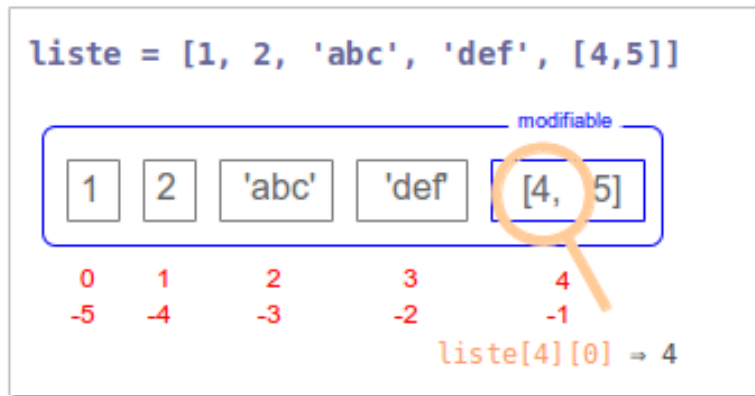 liste = [1, 2, 'abc', 'def', [4,5]]
modifiable
1 2 'abc' 'def' [4, 5]
0 1 2 3 4
-5 -4 -3 -2 -1
liste[4][0] ⇒ 4